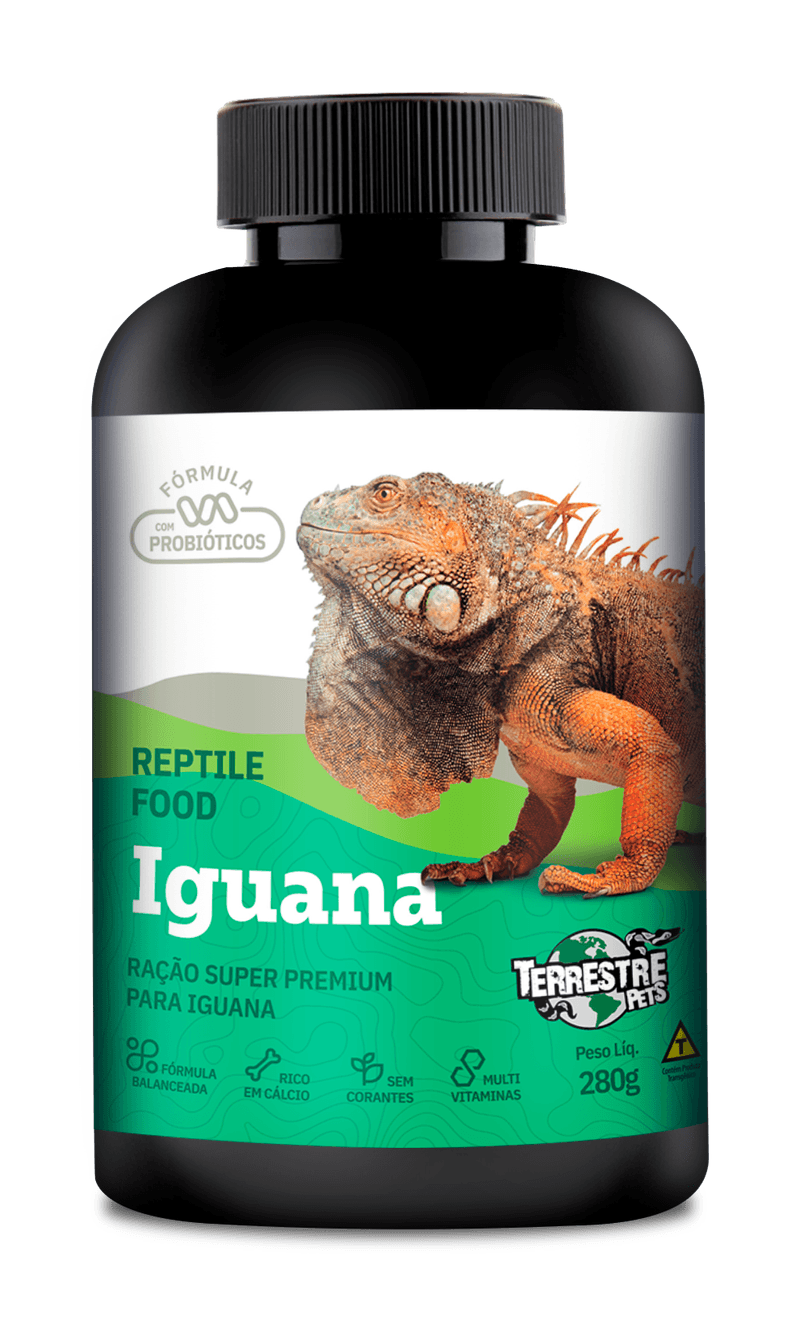 FÓRMULA
COM
PROBIÓTICOS
REPTILE
FOOD
Iguana
RAÇÃO SUPER PREMIUM
PARA IGUANA
FÓRMULA
BALANCEADA
RICO
EM CÁLCIO
SEM
CORANTES
MULTI
VITAMINAS
TERRESTRE
PETS
Peso Líq.
280g
T